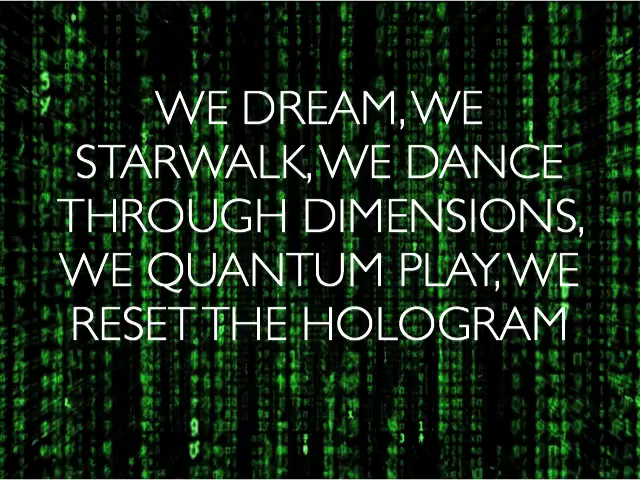 WE DREAM, WE
STARWALK, WE DANCE
THROUGH DIMENSIONS,
WE QUANTUM PLAY, WE
RESET THE HOLOGRAM